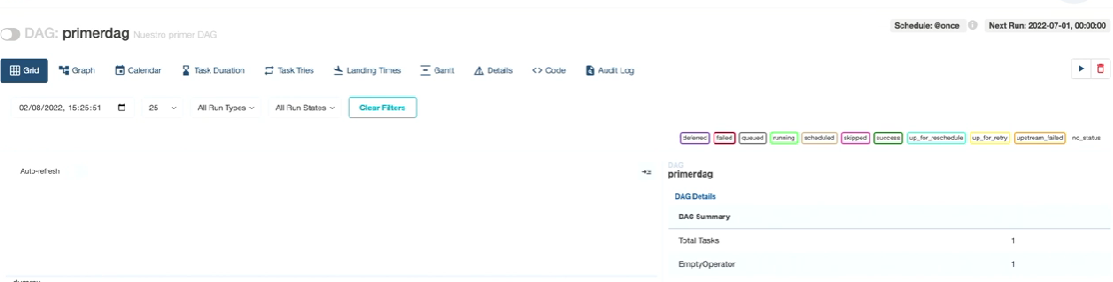 DAG: primerdag Nuestro primer DAG
Schedule: @once
Next Run: 2022-07-01, 00:00:00
Grid Graph Calendar Task Duration Task Tries Landing Times Gantt Details <> Code Audit Log
02/08/2022, 15:25:51 25 All Run Types All Run States Clear Filters
deferred failed queued running scheduled skipped success up_for_reschedule up_for_retry upstream_failed no_status
Auto-refresh
DAG
primerdag
DAG Details
DAG Summary
Total Tasks 1
EmptyOperator 1